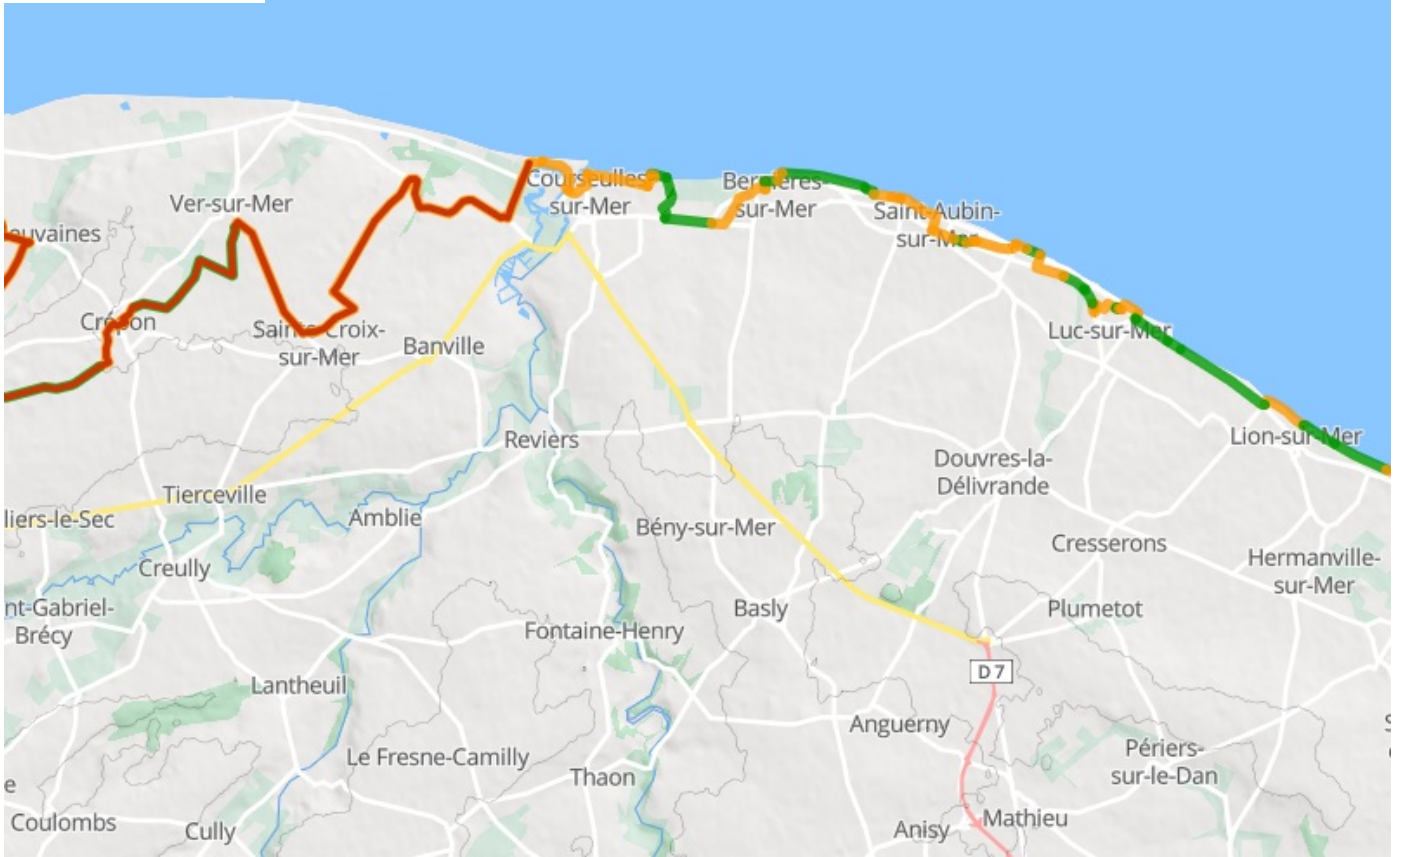 Courseulles-
sur-Mer
Bernières-
sur-Mer
Ver-sur-Mer
Saint-Aubin-
sur-Mer
euvaines
Crépon
Sainte-Croix-
sur-Mer
Banville
Luc-sur-Mer
Reviers
Lion-sur-Mer
Douvres-la-
Délivrande
Tierceville
liers-le-Sec
Amblie
Bény-sur-Mer
Cresserons
Hermanville-
sur-Mer
Creully
nt-Gabriel-
Brécy
Basly
Plumetot
Fontaine-Henry
D 7
Lantheuil
Anguerny
S
Périers-
sur-le-Dan
Le Fresne-Camilly
Thaon
e
Coulombs
Cully
Anisy
Mathieu